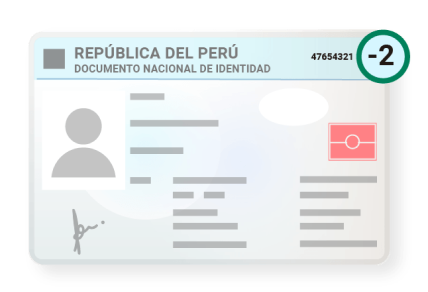 REPÚBLICA DEL PERÚ
DOCUMENTO NACIONAL DE IDENTIDAD
47654321 -2